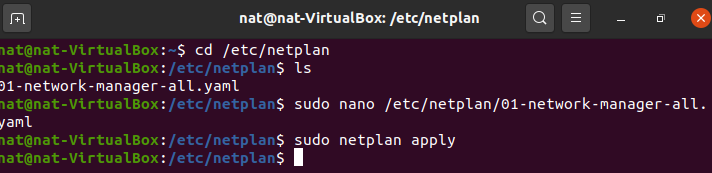 nat@nat-VirtualBox: /etc/netplan
nat@nat-VirtualBox:~$ cd /etc/netplan
nat@nat-VirtualBox:/etc/netplan$ ls
01-network-manager-all.yaml
nat@nat-VirtualBox:/etc/netplan$ sudo nano /etc/netplan/01-network-manager-all.
yaml
nat@nat-VirtualBox:/etc/netplan$ sudo netplan apply
nat@nat-VirtualBox:/etc/netplan$